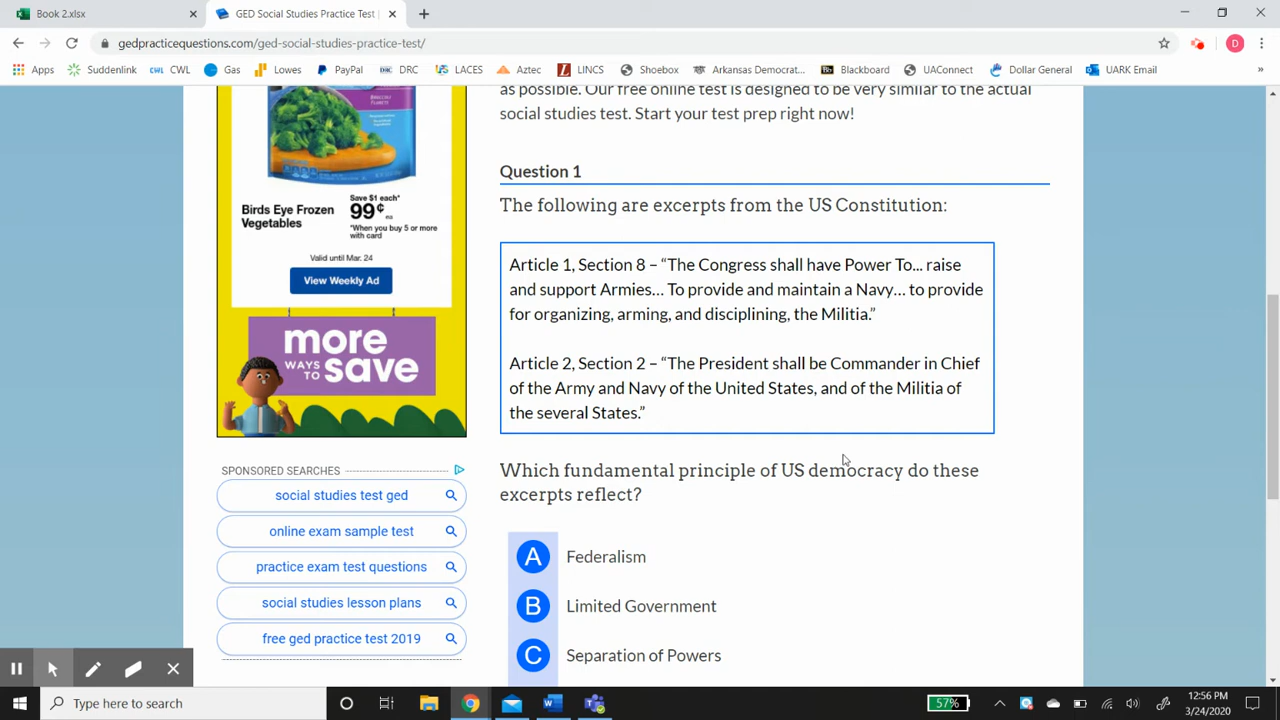 Book 2.xlsx
GED Social Studies Practice Test |
gedpracticequestions.com/ged-social-studies-practice-test/
D
Apps
Suddenlink
CWL CWL
Gas
Lowes
PayPal
DRC DRC
LACES
Aztec
LINCS
Shoebox
Arkansas Democrat...
Bb+ Blackboard
UAConnect
Dollar General
UARK Email
as possible. Our free online test is designed to be very similar to the actual
social studies test. Start your test prep right now!
BROCCOLI
FLORETS
Birds Eye Frozen
Vegetables
Save $1 each*
99¢ ea
*When you buy 5 or more
with card
Valid until Mar. 24
View Weekly Ad
more
WAYS TO
save
SPONSORED SEARCHES
social studies test ged
online exam sample test
practice exam test questions
social studies lesson plans
free ged practice test 2019
Question 1
The following are excerpts from the US Constitution:
Article 1, Section 8 – “The Congress shall have Power To... raise
and support Armies… To provide and maintain a Navy… to provide
for organizing, arming, and disciplining, the Militia.”
Article 2, Section 2 – “The President shall be Commander in Chief
of the Army and Navy of the United States, and of the Militia of
the several States.”
Which fundamental principle of US democracy do these
excerpts reflect?
A Federalism
B Limited Government
C Separation of Powers
Type here to search
57%
12:56 PM
3/24/2020